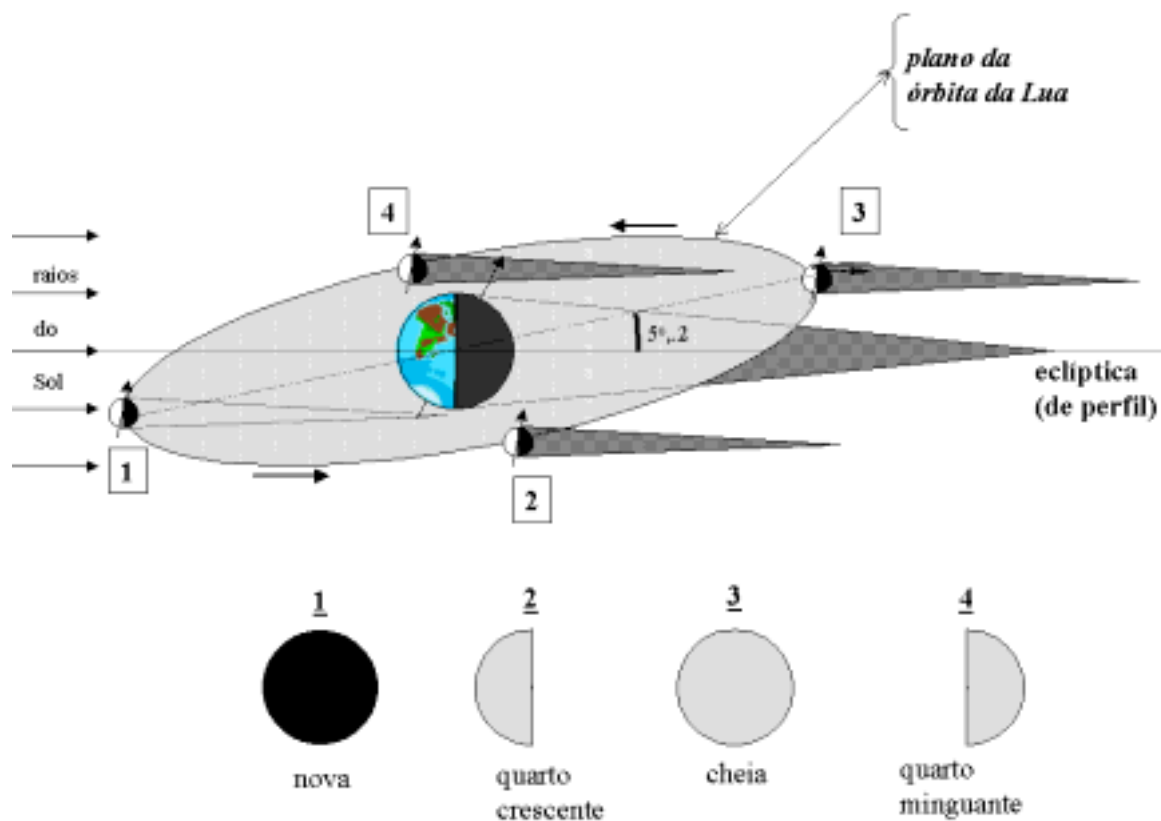 plano da
órbita da Lua
4
3
raios
do
Sol
5º,.2
eclíptica
(de perfil)
1
2
1
2
3
4
nova
quarto
crescente
cheia
quarto
minguante